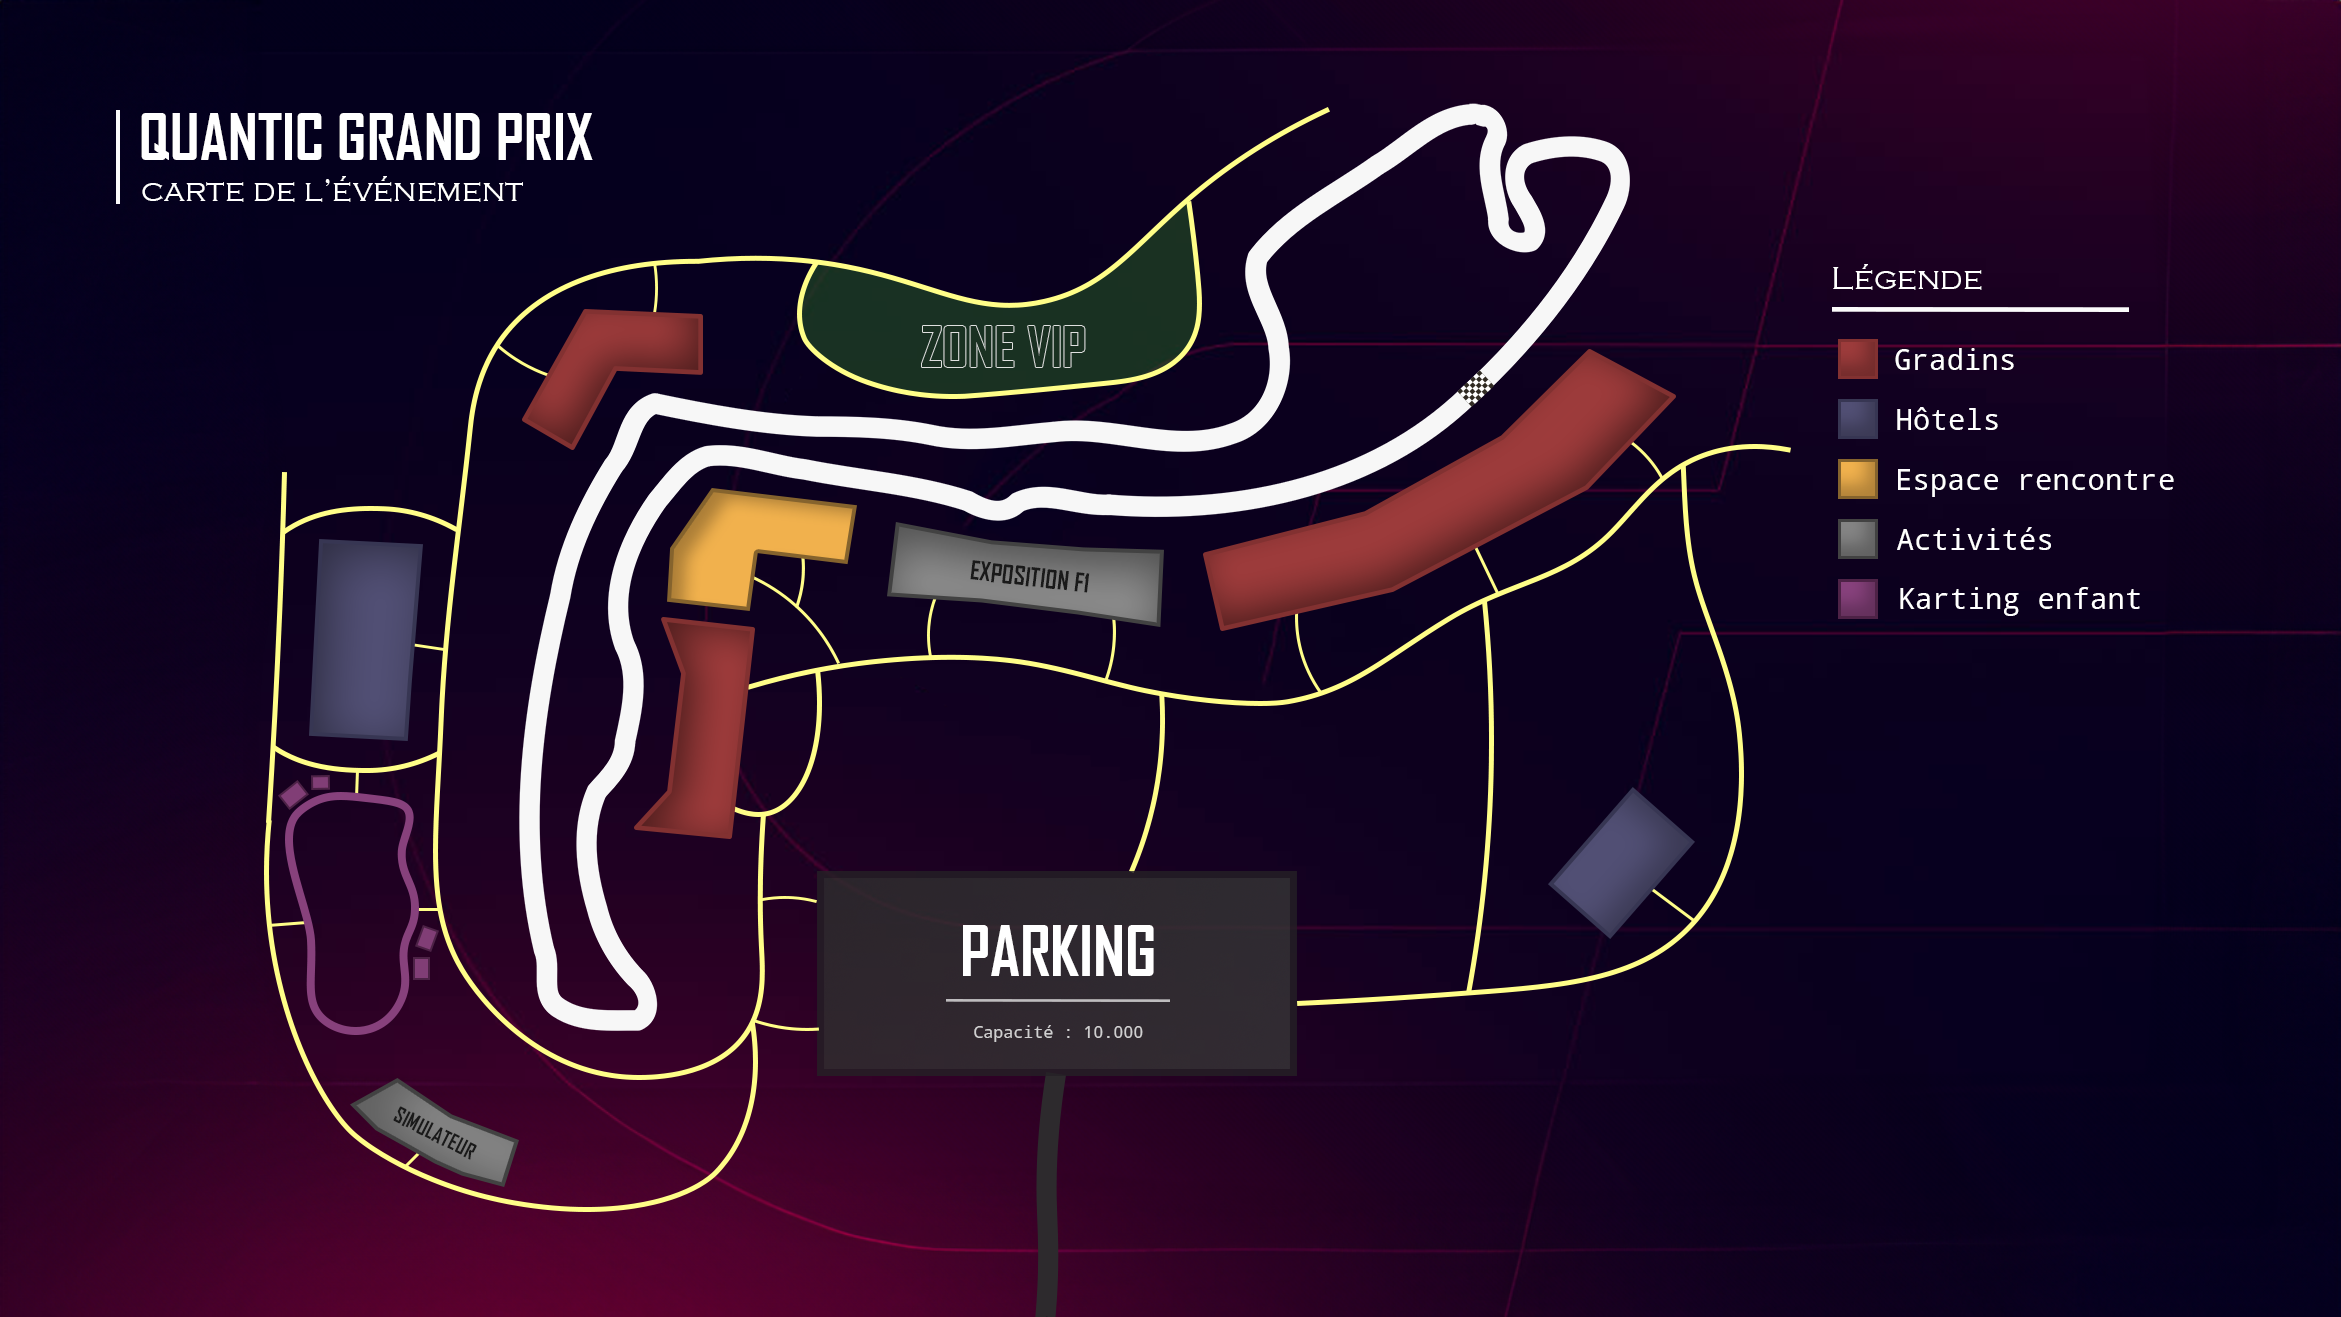 QUANTIC GRAND PRIX
CARTE DE L'ÉVÉNEMENT
ZONE VIP
Légende
Gradins
Hôtels
Espace rencontre
Activités
Karting enfant
EXPOSITION F1
PARKING
Capacité : 10.000
SIMULATEUR